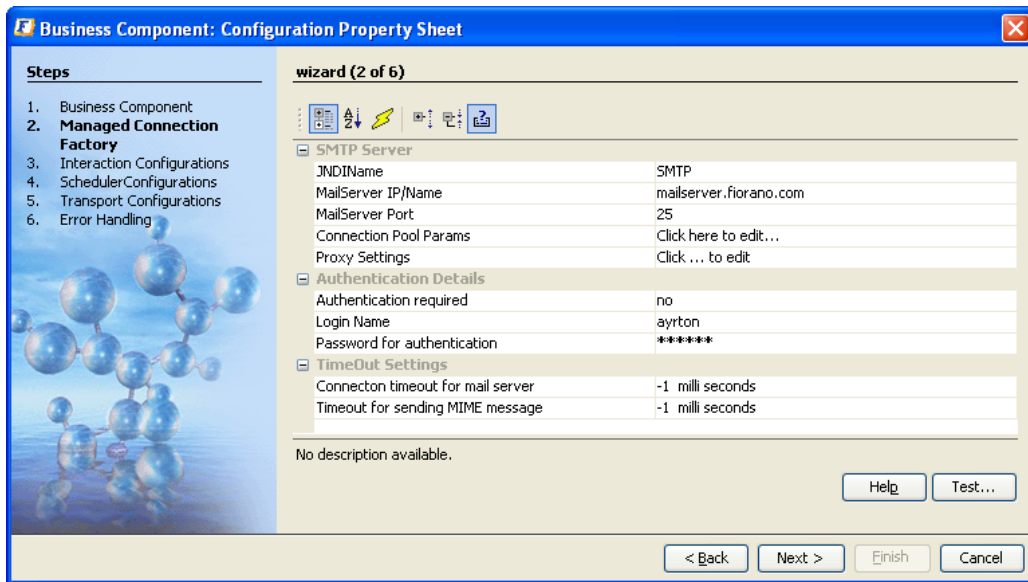 Business Component: Configuration Property Sheet
Steps
1. Business Component
2. Managed Connection
Factory
3. Interaction Configurations
4. SchedulerConfigurations
5. Transport Configurations
6. Error Handling
wizard (2 of 6)
SMTP Server
JNDIName SMTP
MailServer IP/Name mailserver.fiorano.com
MailServer Port 25
Connection Pool Params Click here to edit...
Proxy Settings Click ... to edit
Authentication Details
Authentication required no
Login Name ayrton
Password for authentication ******
TimeOut Settings
Connecton timeout for mail server -1 milli seconds
Timeout for sending MIME message -1 milli seconds
No description available.
Help Test...
< Back Next > Finish Cancel